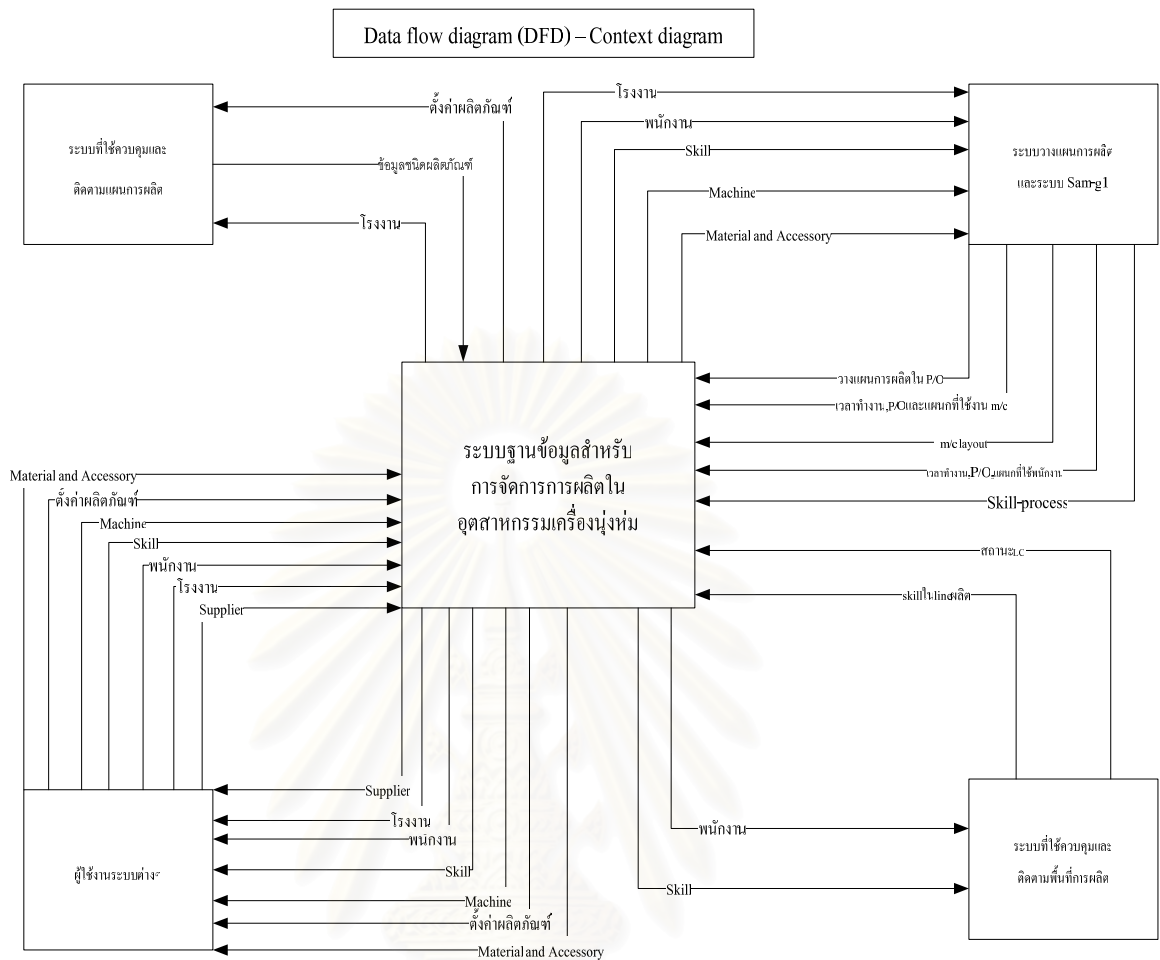 Data flow diagram (DFD) – Context diagram
ระบบที่ใช้ควบคุมและ
ติดตามแผนการผลิต
ตั้งค่าผลิตภัณฑ์
ข้อมูลชนิดผลิตภัณฑ์
โรงงาน
โรงงาน
พนักงาน
Skill
Machine
Material and Accessory
ระบบวางแผนการผลิต
และระบบ Sam-g1
วางแผนการผลิตใน P/O
เวลาทำงาน,P/Oและแผนกที่ใช้งาน m/c
m/c layout
เวลาทำงาน,P/O,แผนกที่ใช้พนักงาน
Skill-process
ระบบฐานข้อมูลสำหรับ
การจัดการการผลิตใน
อุตสาหกรรมเครื่องนุ่งห่ม
Material and Accessory
ตั้งค่าผลิตภัณฑ์
Machine
Skill
พนักงาน
โรงงาน
Supplier
สถานะLC
skillในlineผลิต
Supplier
โรงงาน
พนักงาน
Skill
Machine
ตั้งค่าผลิตภัณฑ์
Material and Accessory
ผู้ใช้งานระบบต่างๆ
พนักงาน
Skill
ระบบที่ใช้ควบคุมและ
ติดตามพื้นที่การผลิต